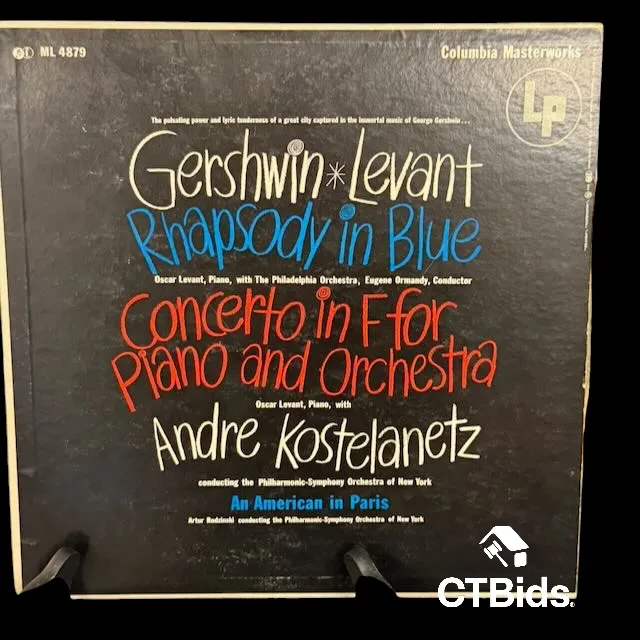 ML 4879
Columbia Masterworks
Lp
The pulsating power and lyric tenderness of a great city captured in the immortal music of George Gershwin...
Gershwin * Levant
Rhapsody in Blue
Oscar Levant, Piano, with The Philadelphia Orchestra, Eugene Ormandy, Conductor
Concerto in F for
Piano and Orchestra
Oscar Levant, Piano, with
Andre Kostelanetz
conducting the Philharmonic-Symphony Orchestra of New York
An American in Paris
Artur Rodzinski conducting the Philharmonic-Symphony Orchestra of New York
CTBids.